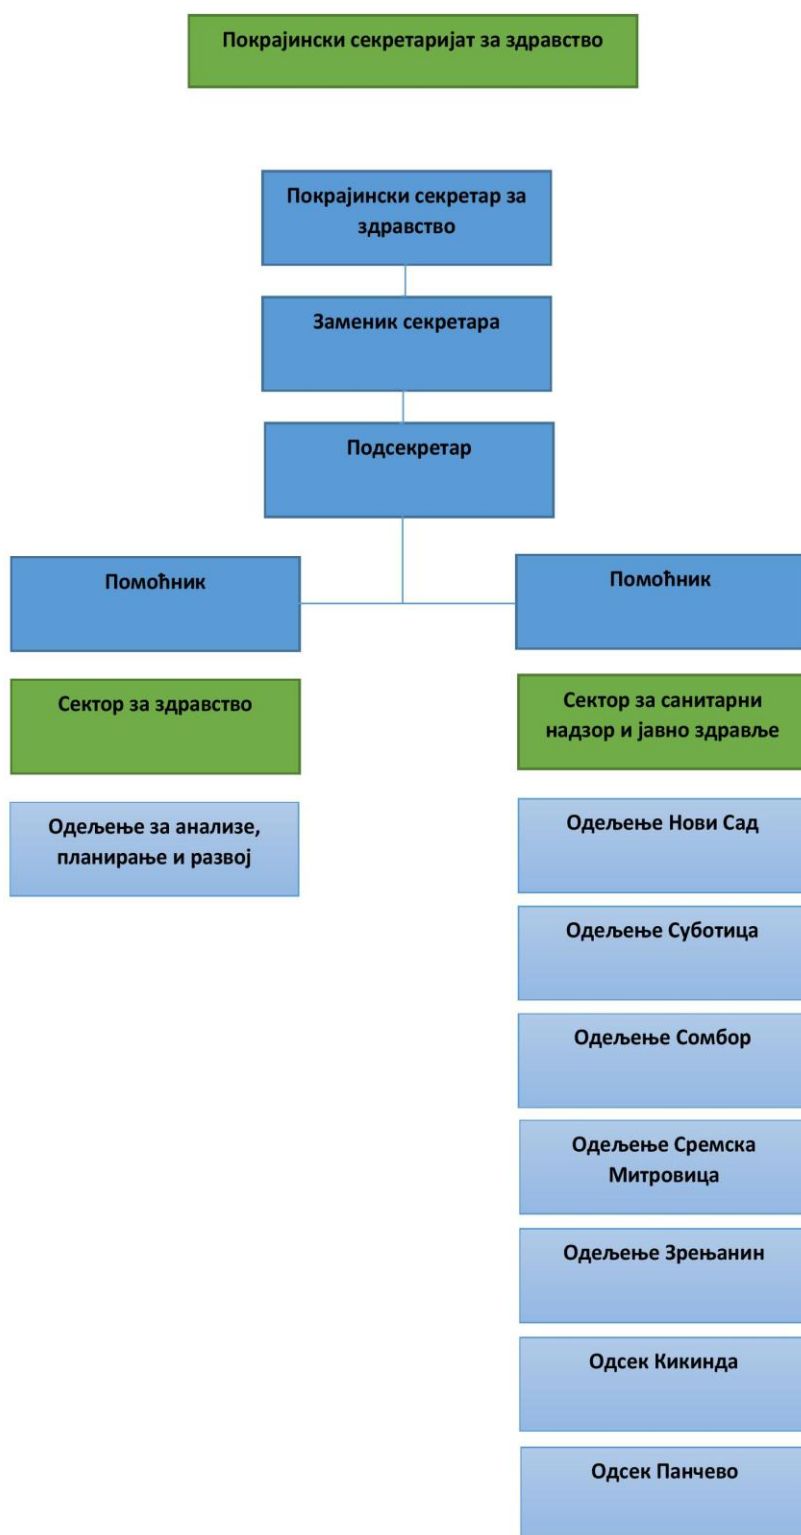 Покрајински секретаријат за здравство
Покрајински секретар за
здравство
Заменик секретара
Подсекретар
Помоћник
Помоћник
Сектор за здравство
Сектор за санитарни
надзор и јавно здравље
Одељење за анализе,
планирање и развој
Одељење Нови Сад
Одељење Суботица
Одељење Сомбор
Одељење Сремска
Митровица
Одељење Зрењанин
Одсек Кикинда
Одсек Панчево